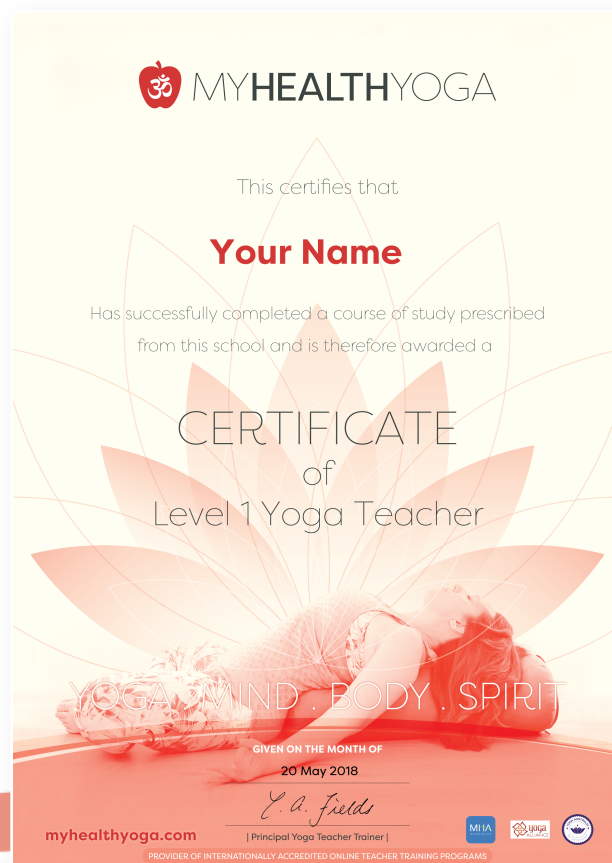 ॐ MYHEALTHYOGA
This certifies that
Your Name
Has successfully completed a course of study prescribed
from this school and is therefore awarded a
CERTIFICATE
of
Level 1 Yoga Teacher
YOGA . MIND . BODY . SPIRIT
GIVEN ON THE MONTH OF
20 May 2018
Y. A. Fields
myhealthyoga.com
| Principal Yoga Teacher Trainer |
MHA
yoga
ALLIANCE
PROVIDER OF INTERNATIONALLY ACCREDITED ONLINE TEACHER TRAINING PROGRAMS